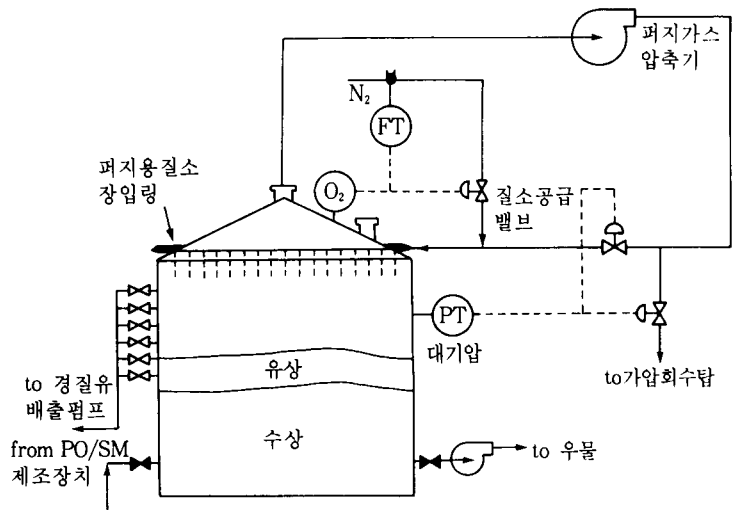 퍼지가스
압축기
N₂
FT
퍼지용질소
장입링
O₂
질소공급
밸브
PT
대기압
유상
to 경질유
배출펌프
to가압회수탑
수상
from PO/SM
제조장치
to 우물